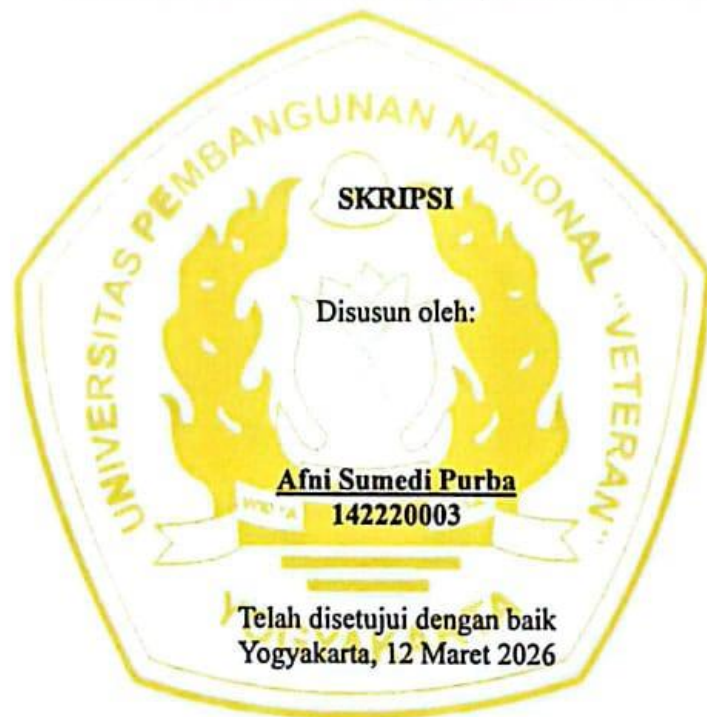 UNIVERSITAS PEMBANGUNAN NASIONAL "VETERAN"
SKRIPSI
Disusun oleh:
Afni Sumedi Purba
142220003
YOGYAKARTA
Telah disetujui dengan baik
Yogyakarta, 12 Maret 2026